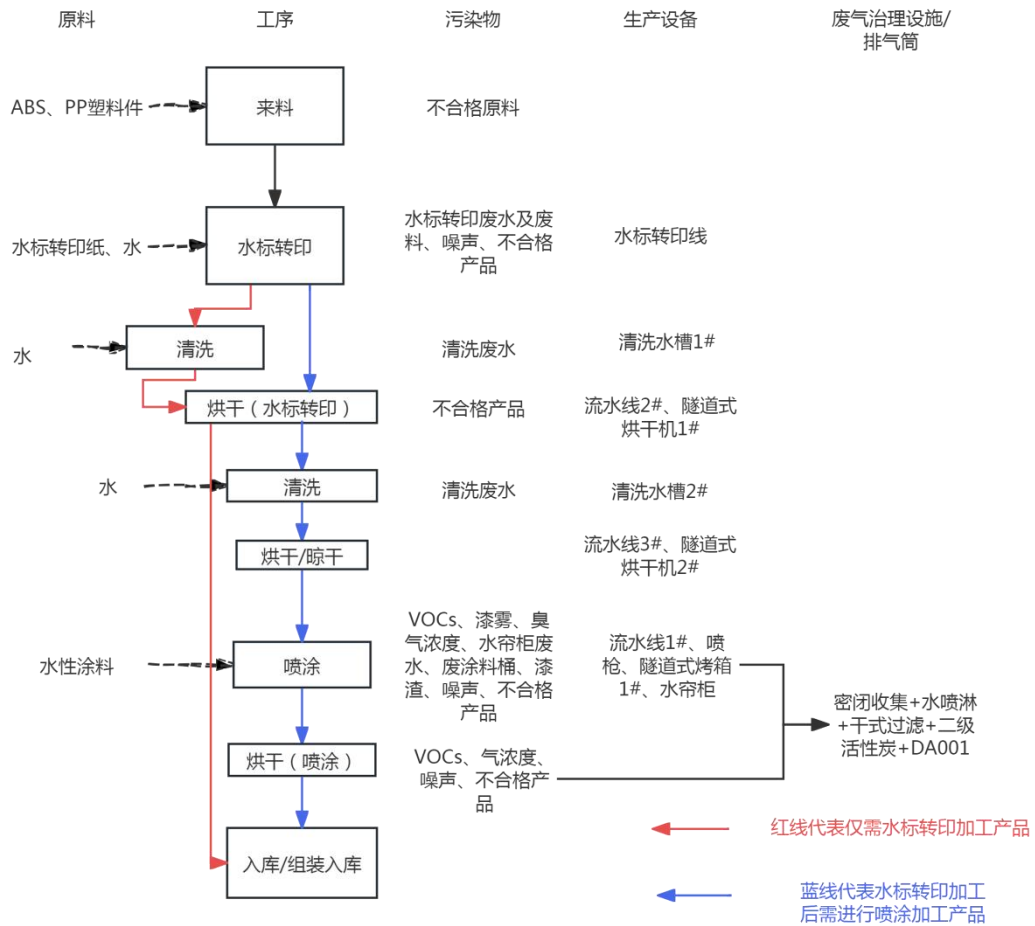 原料
工序
污染物
生产设备
废气治理设施/
排气筒
ABS、PP塑料件
来料
不合格原料
水标转印纸、水
水标转印
水标转印废水及废
料、噪声、不合格
产品
水标转印线
水
清洗
清洗废水
清洗水槽1#
烘干（水标转印）
不合格产品
流水线2#、隧道式
烘干机1#
水
清洗
清洗废水
清洗水槽2#
烘干/晾干
流水线3#、隧道式
烘干机2#
水性涂料
喷涂
VOCs、漆雾、臭
气浓度、水帘柜废
水、废涂料桶、漆
渣、噪声、不合格
产品
流水线1#、喷
枪、隧道式烤箱
1#、水帘柜
密闭收集+水喷淋
+干式过滤+二级
活性炭+DA001
烘干（喷涂）
VOCs、气浓度、
噪声、不合格产
品
红线代表仅需水标转印加工产品
入库/组装入库
蓝线代表水标转印加工
后需进行喷涂加工产品